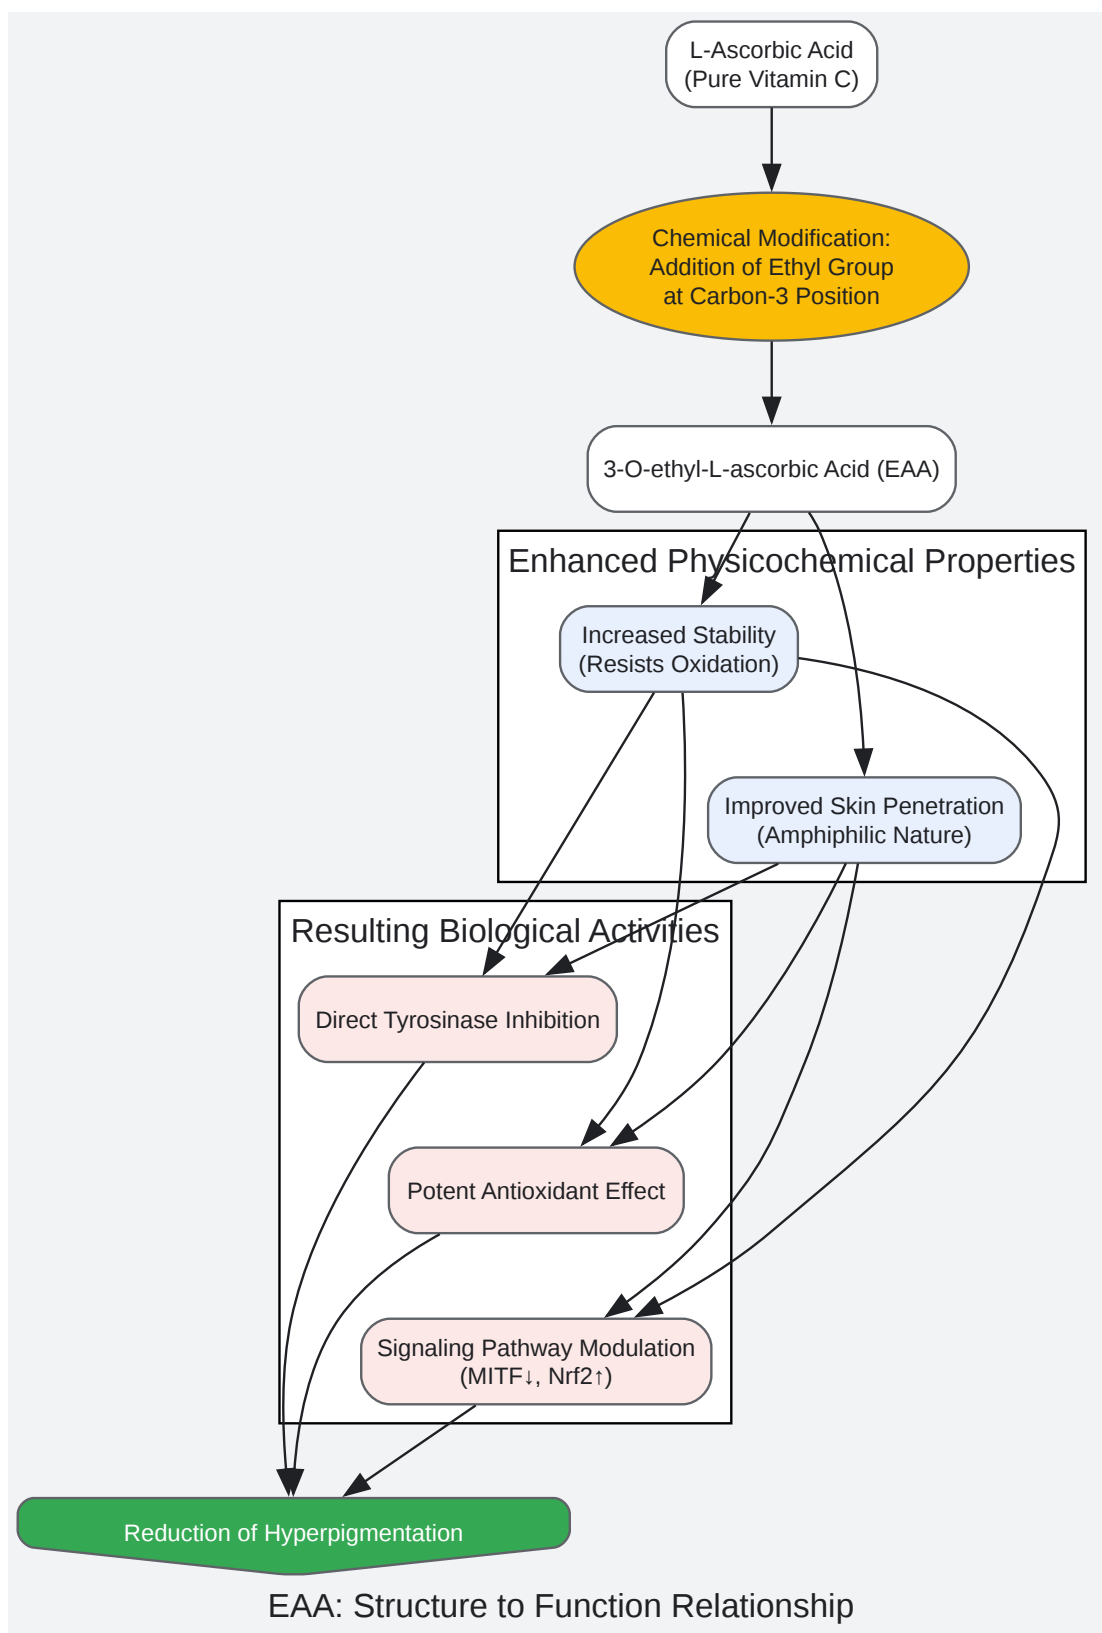 L-Ascorbic Acid
(Pure Vitamin C)
Chemical Modification:
Addition of Ethyl Group
at Carbon-3 Position
3-O-ethyl-L-ascorbic Acid (EAA)
Enhanced Physicochemical Properties
Increased Stability
(Resists Oxidation)
Improved Skin Penetration
(Amphiphilic Nature)
Resulting Biological Activities
Direct Tyrosinase Inhibition
Potent Antioxidant Effect
Signaling Pathway Modulation
(MITF↓, Nrf2↑)
Reduction of Hyperpigmentation
EAA: Structure to Function Relationship